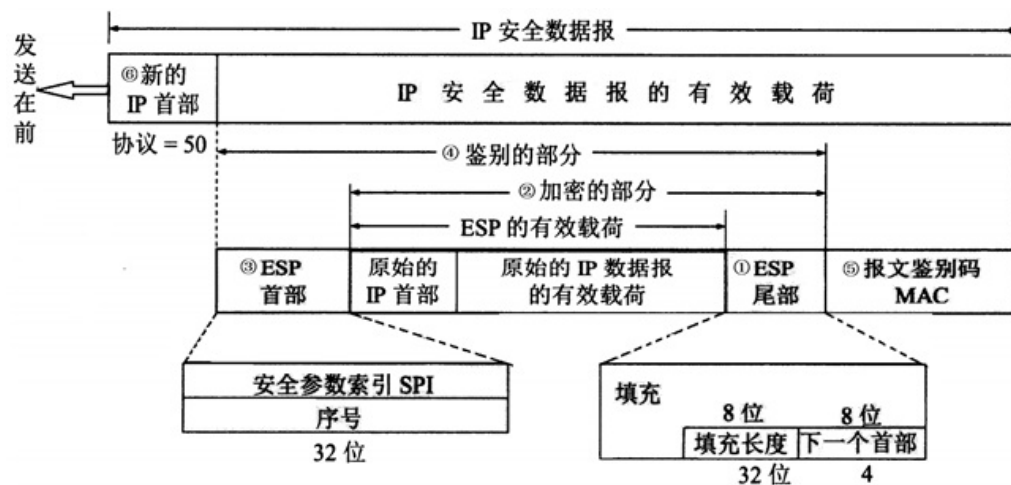 IP 安全数据报
发送在前
⑥新的
IP 首部
IP 安全数据报的有效载荷
协议 = 50
④ 鉴别的部分
②加密的部分
ESP 的有效载荷
③ESP
首部
原始的
IP 首部
原始的 IP 数据报
的有效载荷
①ESP
尾部
⑤报文鉴别码
MAC
安全参数索引 SPI
序号
32 位
填充
8 位
8 位
填充长度
下一个首部
32 位
4